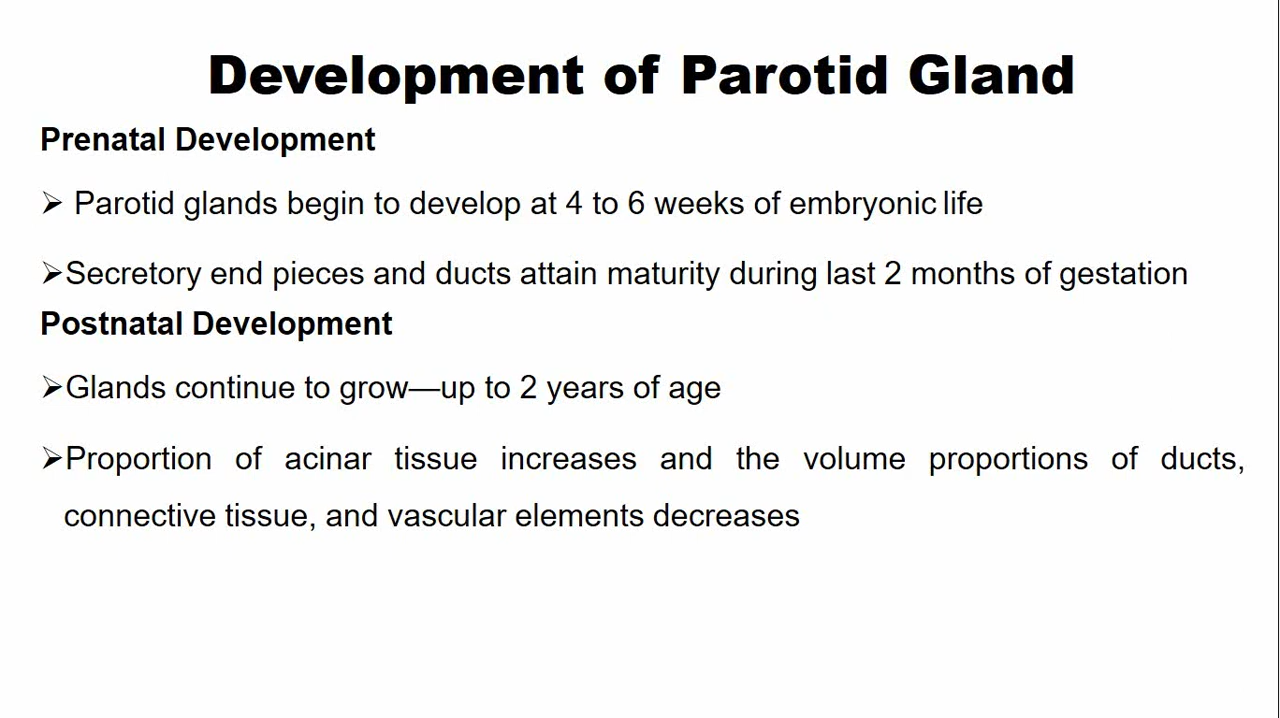 Development of Parotid Gland
Prenatal Development
➢ Parotid glands begin to develop at 4 to 6 weeks of embryonic life
➢Secretory end pieces and ducts attain maturity during last 2 months of gestation
Postnatal Development
➢Glands continue to grow—up to 2 years of age
➢Proportion of acinar tissue increases and the volume proportions of ducts,
connective tissue, and vascular elements decreases